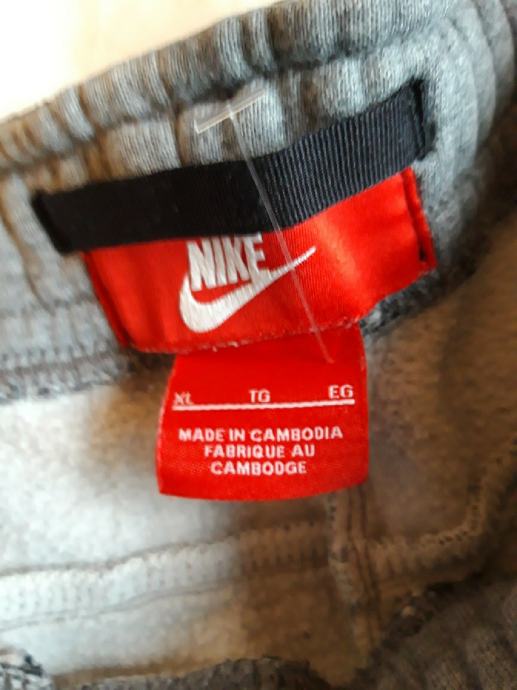 NIKE
XL TG EG
MADE IN CAMBODIA
FABRIQUE AU
CAMBODGE